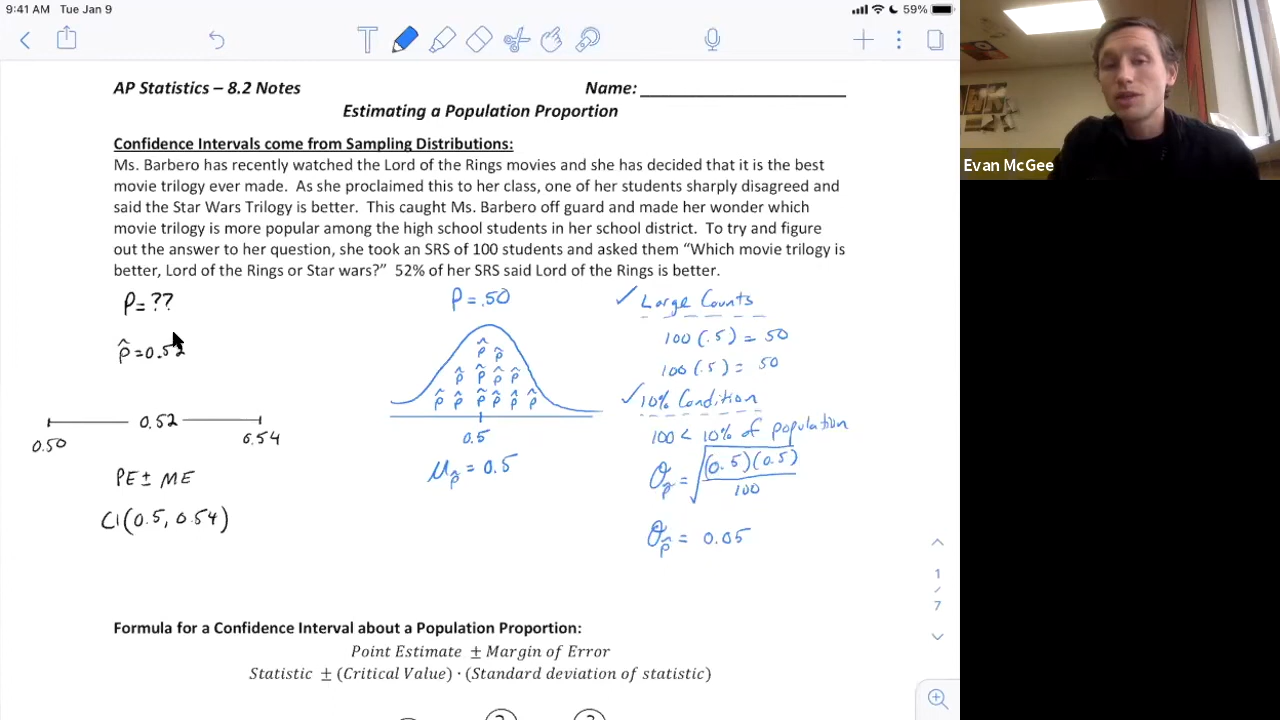 9:41 AM Tue Jan 9
59%
AP Statistics – 8.2 Notes Name: ____________________
Estimating a Population Proportion
Confidence Intervals come from Sampling Distributions:
Ms. Barbero has recently watched the Lord of the Rings movies and she has decided that it is the best
movie trilogy ever made. As she proclaimed this to her class, one of her students sharply disagreed and
said the Star Wars Trilogy is better. This caught Ms. Barbero off guard and made her wonder which
movie trilogy is more popular among the high school students in her school district. To try and figure
out the answer to her question, she took an SRS of 100 students and asked them “Which movie trilogy is
better, Lord of the Rings or Star wars?” 52% of her SRS said Lord of the Rings is better.
P = ??
p̂ = 0.52
0.52
0.50 0.54
PE ± ME
CI(0.5, 0.54)
P = .50
p̂ p̂
p̂ p̂ p̂ p̂
p̂ p̂ p̂ p̂ p̂ p̂
0.5
μp̂ = 0.5
✓ Large Counts
100 (.5) = 50
100 (.5) = 50
✓ 10% Condition
100 < 10% of population
σp̂ = √(0.5)(0.5)
100
σp̂ = 0.05
1
/
7
Formula for a Confidence Interval about a Population Proportion:
Point Estimate ± Margin of Error
Statistic ± (Critical Value) · (Standard deviation of statistic)
Evan McGee